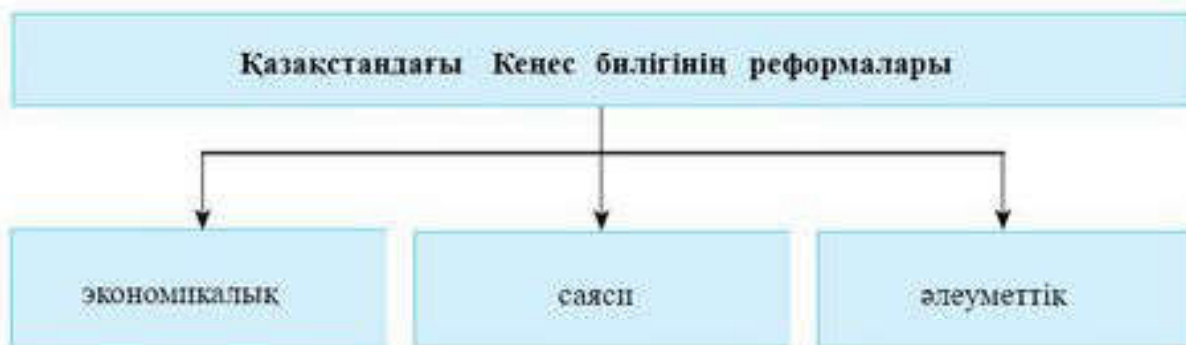 Қазақстандағы Кеңес билігінің реформалары
экономикалық
саяси
әлеуметтік